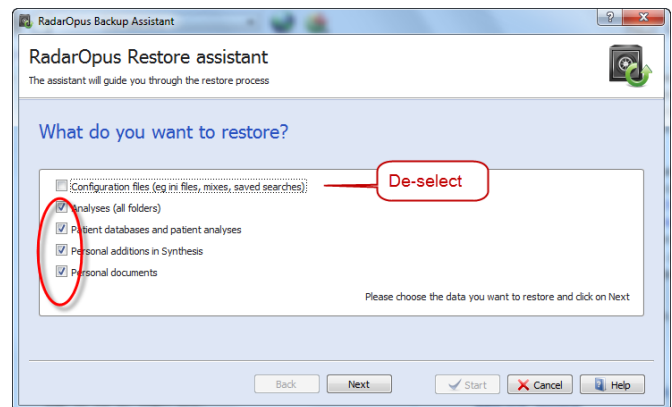 RadarOpus Backup Assistant
RadarOpus Restore assistant
The assistant will guide you through the restore process
What do you want to restore?
Configuration files (eg ini files, mixes, saved searches)
De-select
Analyses (all folders)
Patient databases and patient analyses
Personal additions in Synthesis
Personal documents
Please choose the data you want to restore and click on Next
Back Next Start Cancel Help